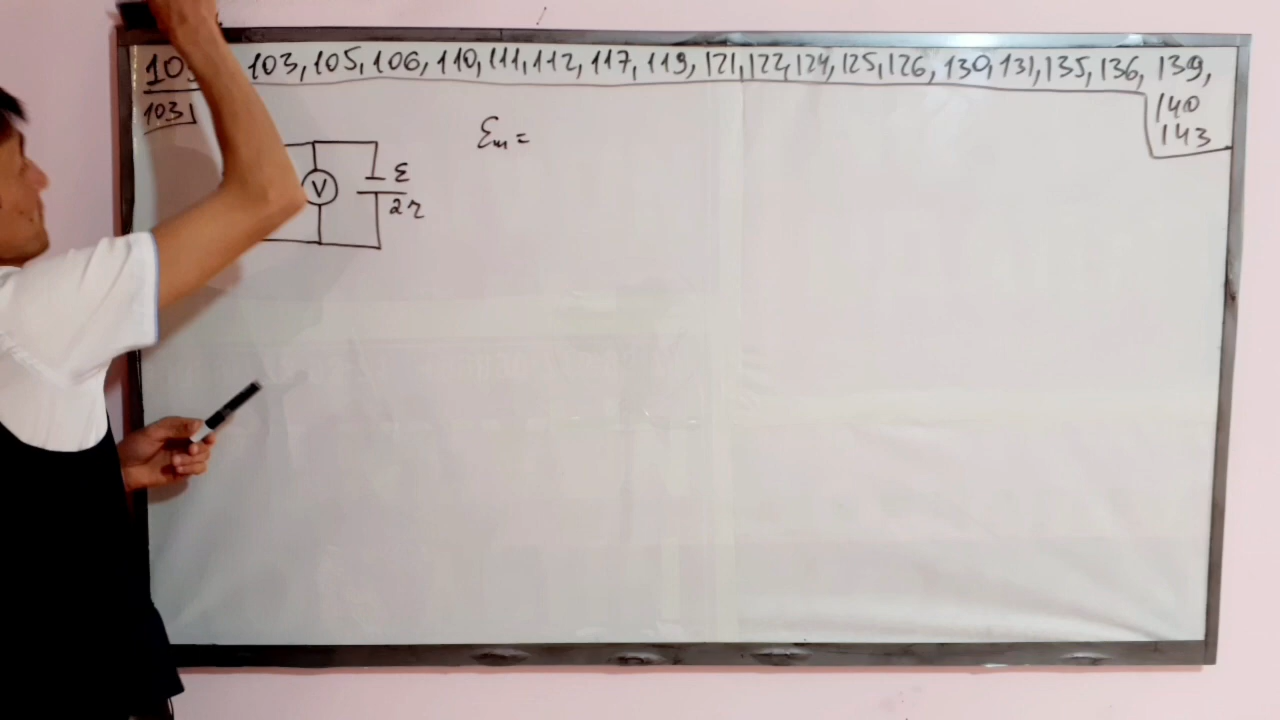 103, 105, 106, 110, 111, 112, 117, 119, 121, 122, 124, 125, 126, 130, 131, 135, 136, 139,
140
143
103
Ɛm =
V
Ɛ
2r